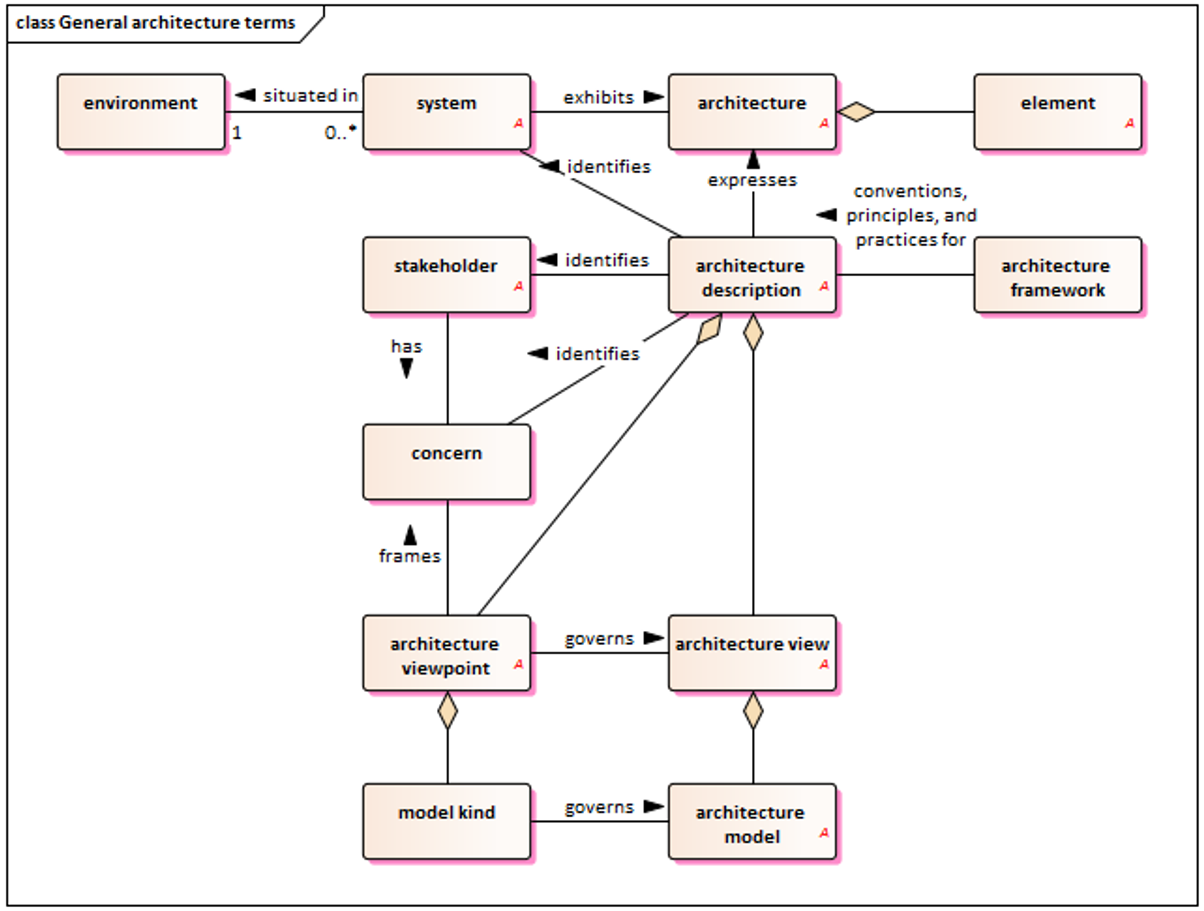 class General architecture terms
environment
situated in
1
0..*
system
A
exhibits
architecture
A
element
A
identifies
expresses
conventions,
principles, and
practices for
stakeholder
A
identifies
architecture
description
A
architecture
framework
has
identifies
concern
frames
architecture
viewpoint
A
governs
architecture view
A
model kind
governs
architecture
model
A